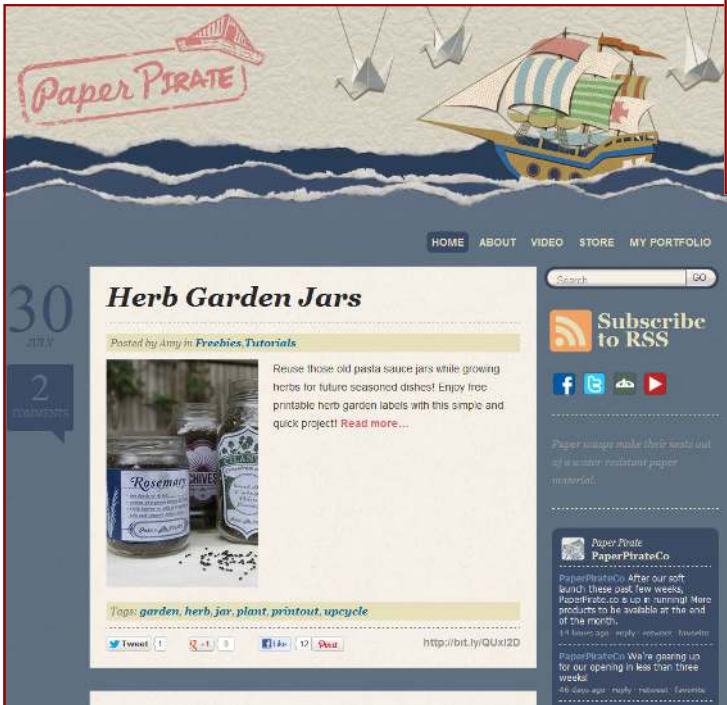 Paper PIRATE
HOME ABOUT VIDEO STORE MY PORTFOLIO
30
JULY
2
COMMENTS
Herb Garden Jars
Posted by Amy in Freebies,Tutorials
Reuse those old pasta sauce jars while growing
herbs for future seasoned dishes! Enjoy free
printable herb garden labels with this simple and
quick project! Read more...
Rosemary
CHIVES
Tags: garden, herb, jar, plant, printout, upcycle
Tweet 1 +1 3 Like 12 Pin it
http://bit.ly/QUxI2D
Search GO
Subscribe
to RSS
Paper wasps make their nests out
of a water resistant paper
material.
Paper Pirate
PaperPirateCo
PaperPirateCo After our soft
launch these past few weeks,
PaperPirate.co is up in running! More
products to be available at the end
of the month.
14 hours ago · reply · retweet · favorite
PaperPirateCo We're gearing up
for our opening in less than three
weeks!
46 days ago · reply · retweet · favorite